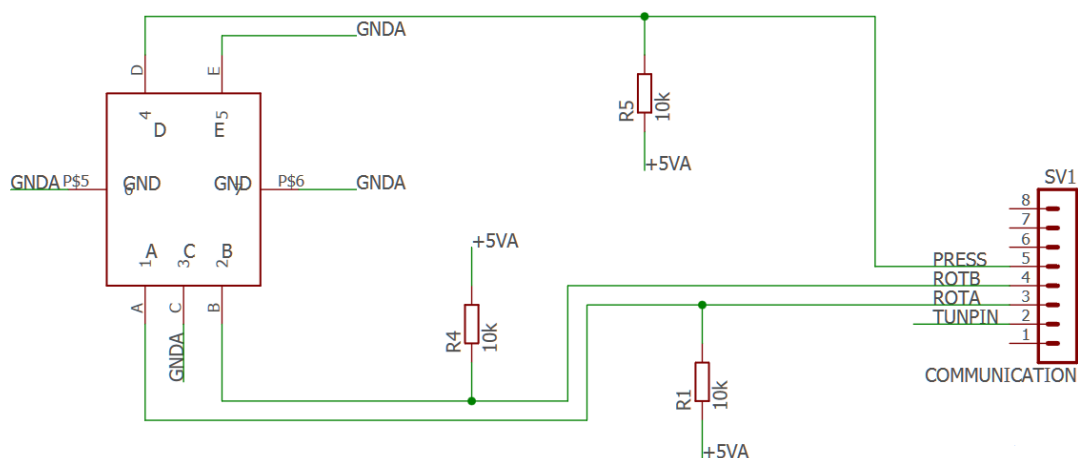 GNDA
D
E
4
5
D
E
R5
10k
+5VA
GNDA
P$5
6
GND
GND
7
P$6
GNDA
SV1
8
7
6
PRESS
5
ROTB
4
ROTA
3
TUNPIN
2
1
COMMUNICATION
A
C
B
1
3
2
A
C
B
GNDA
+5VA
R4
10k
R1
10k
+5VA